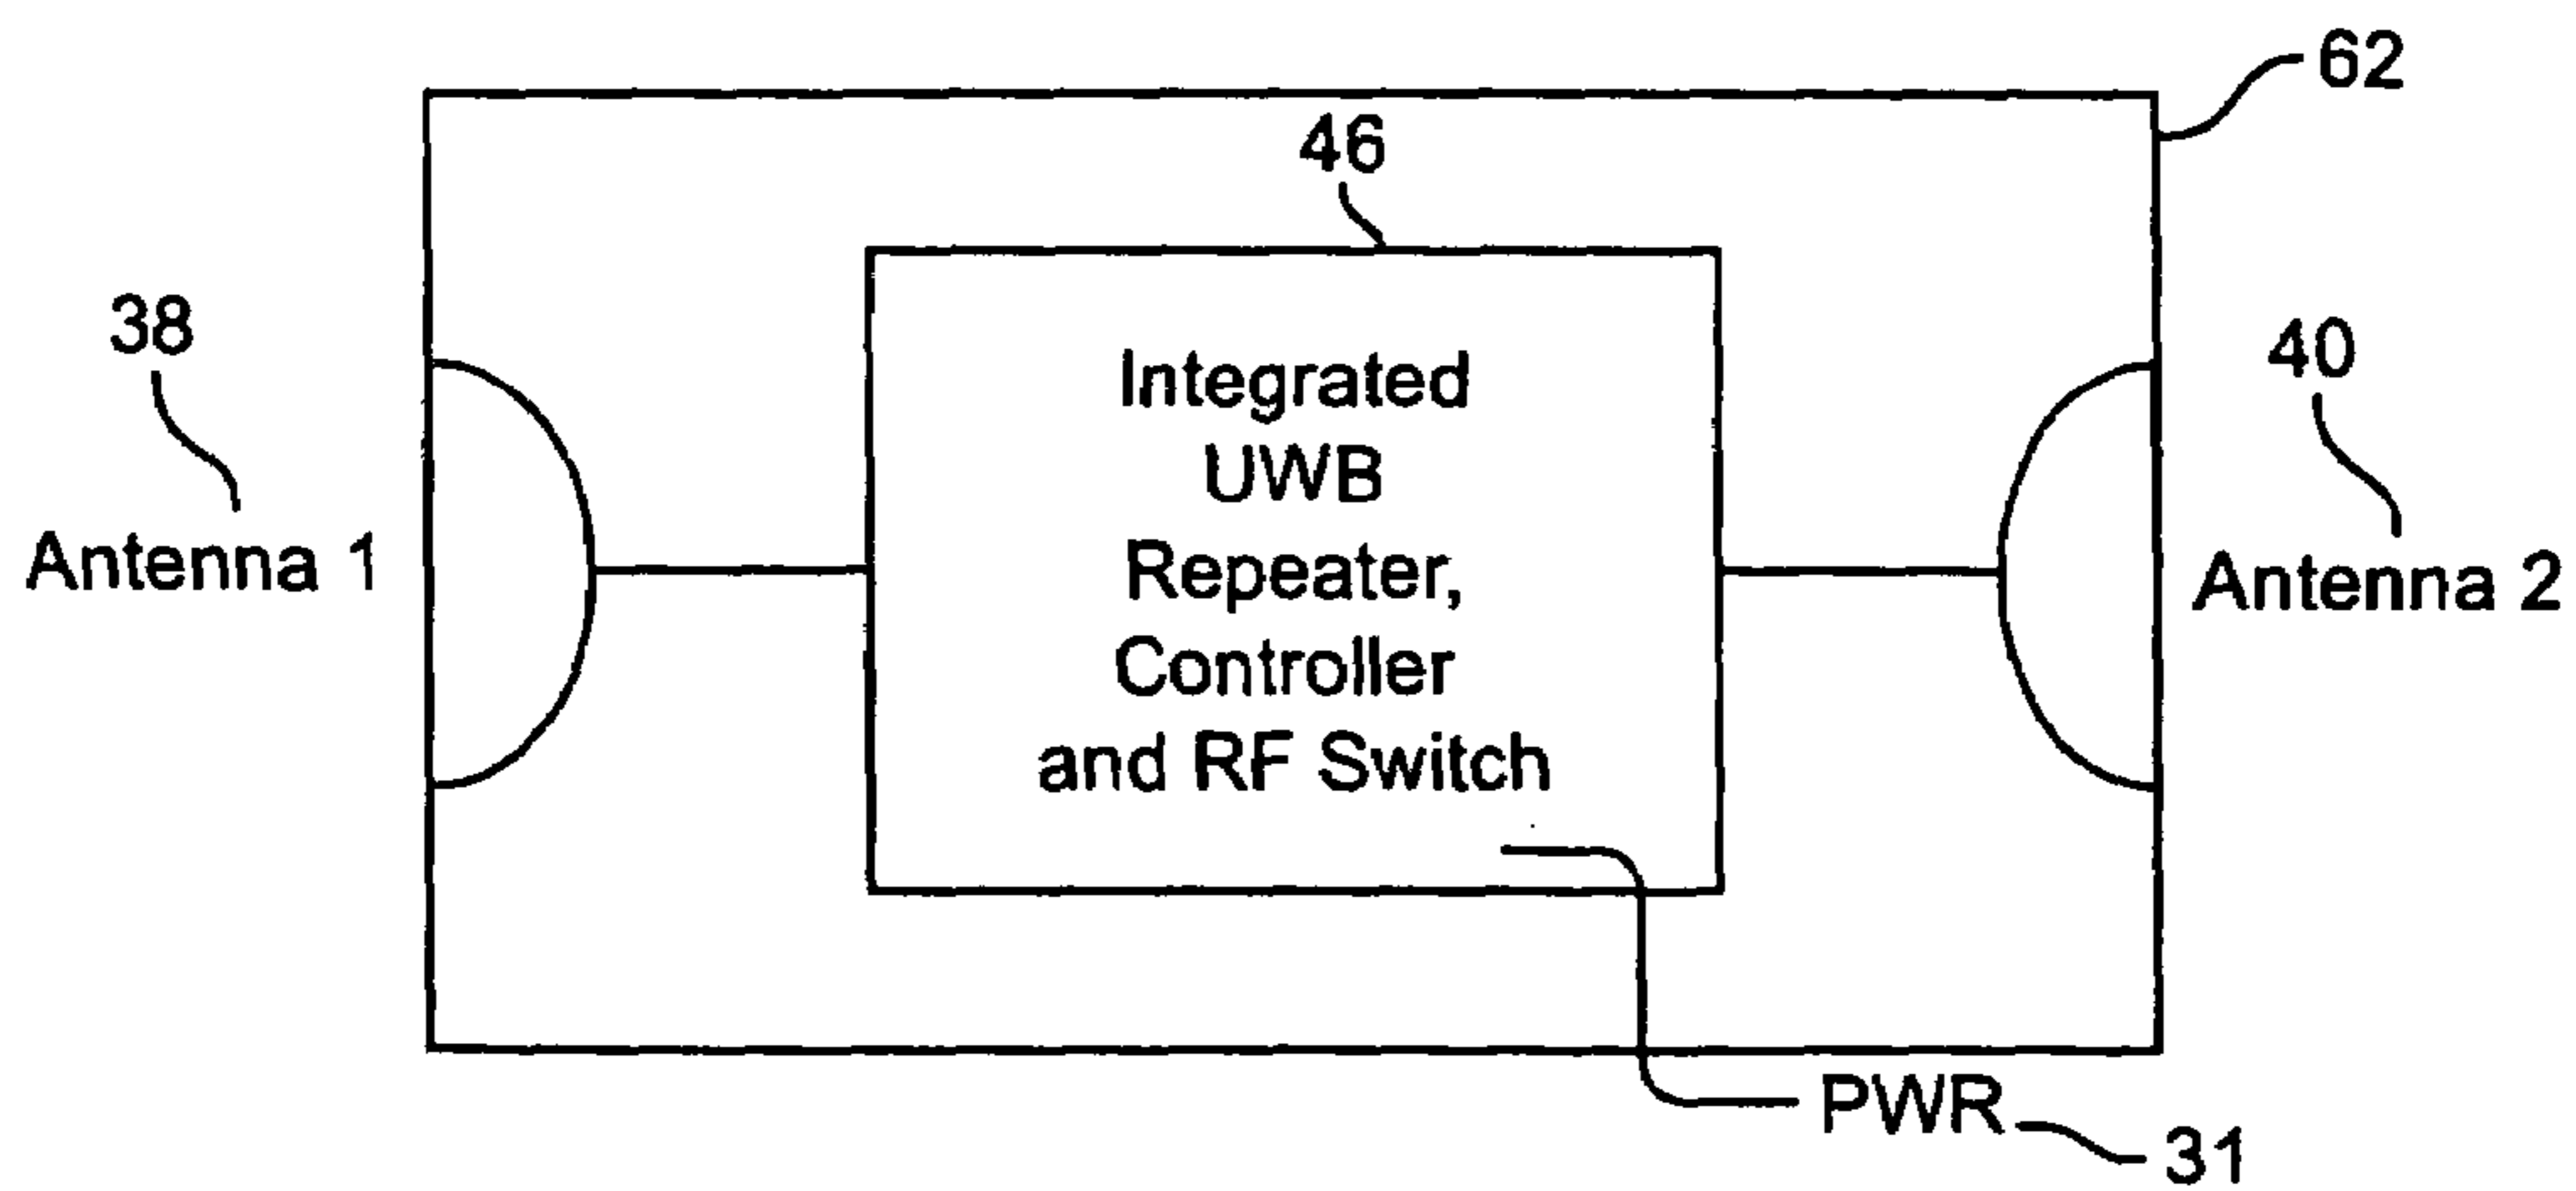 62
46
38
Antenna 1
Integrated
UWB
Repeater,
Controller
and RF Switch
40
Antenna 2
PWR
31